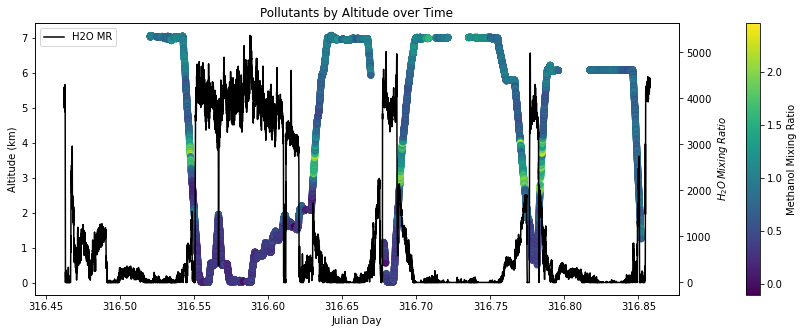 Pollutants by Altitude over Time
H2O MR
7
6
5
4
3
2
1
0
Altitude (km)
316.45 316.50 316.55 316.60 316.65 316.70 316.75 316.80 316.85
Julian Day
5000
4000
3000
2000
1000
0
H₂O Mixing Ratio
2.0
1.5
1.0
0.5
0.0
Methanol Mixing Ratio